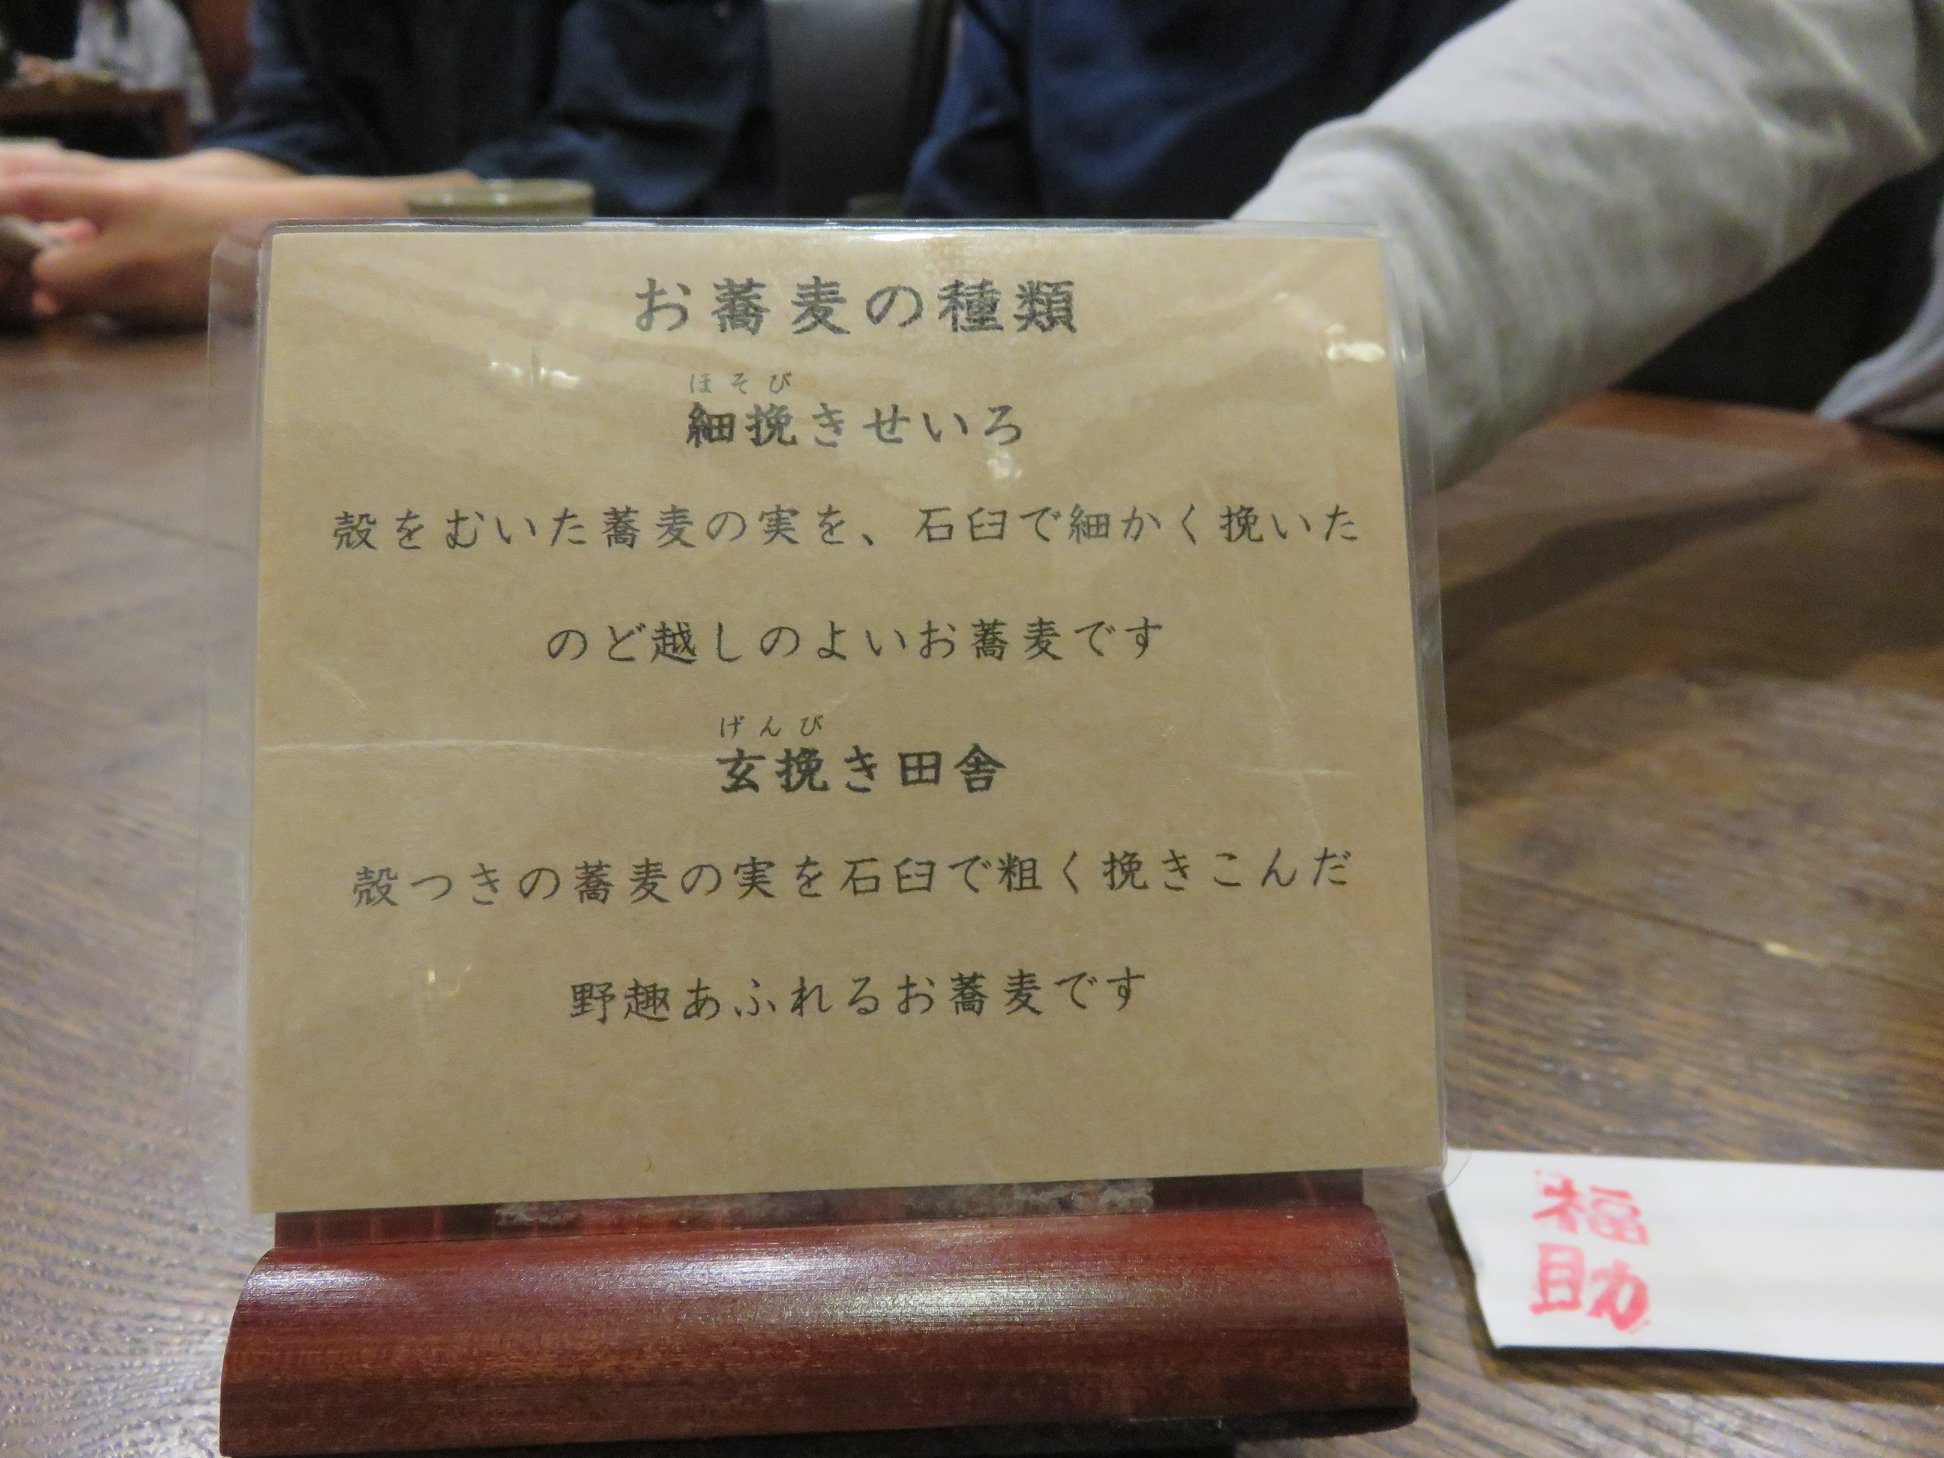 お蕎麦の種類
ほそび
細挽きせいろ
殻をむいた蕎麦の実を、石臼で細かく挽いた
のど越しのよいお蕎麦です
げんび
玄挽き田舎
殻つきの蕎麦の実を石臼で粗く挽きこんだ
野趣あふれるお蕎麦です
福助